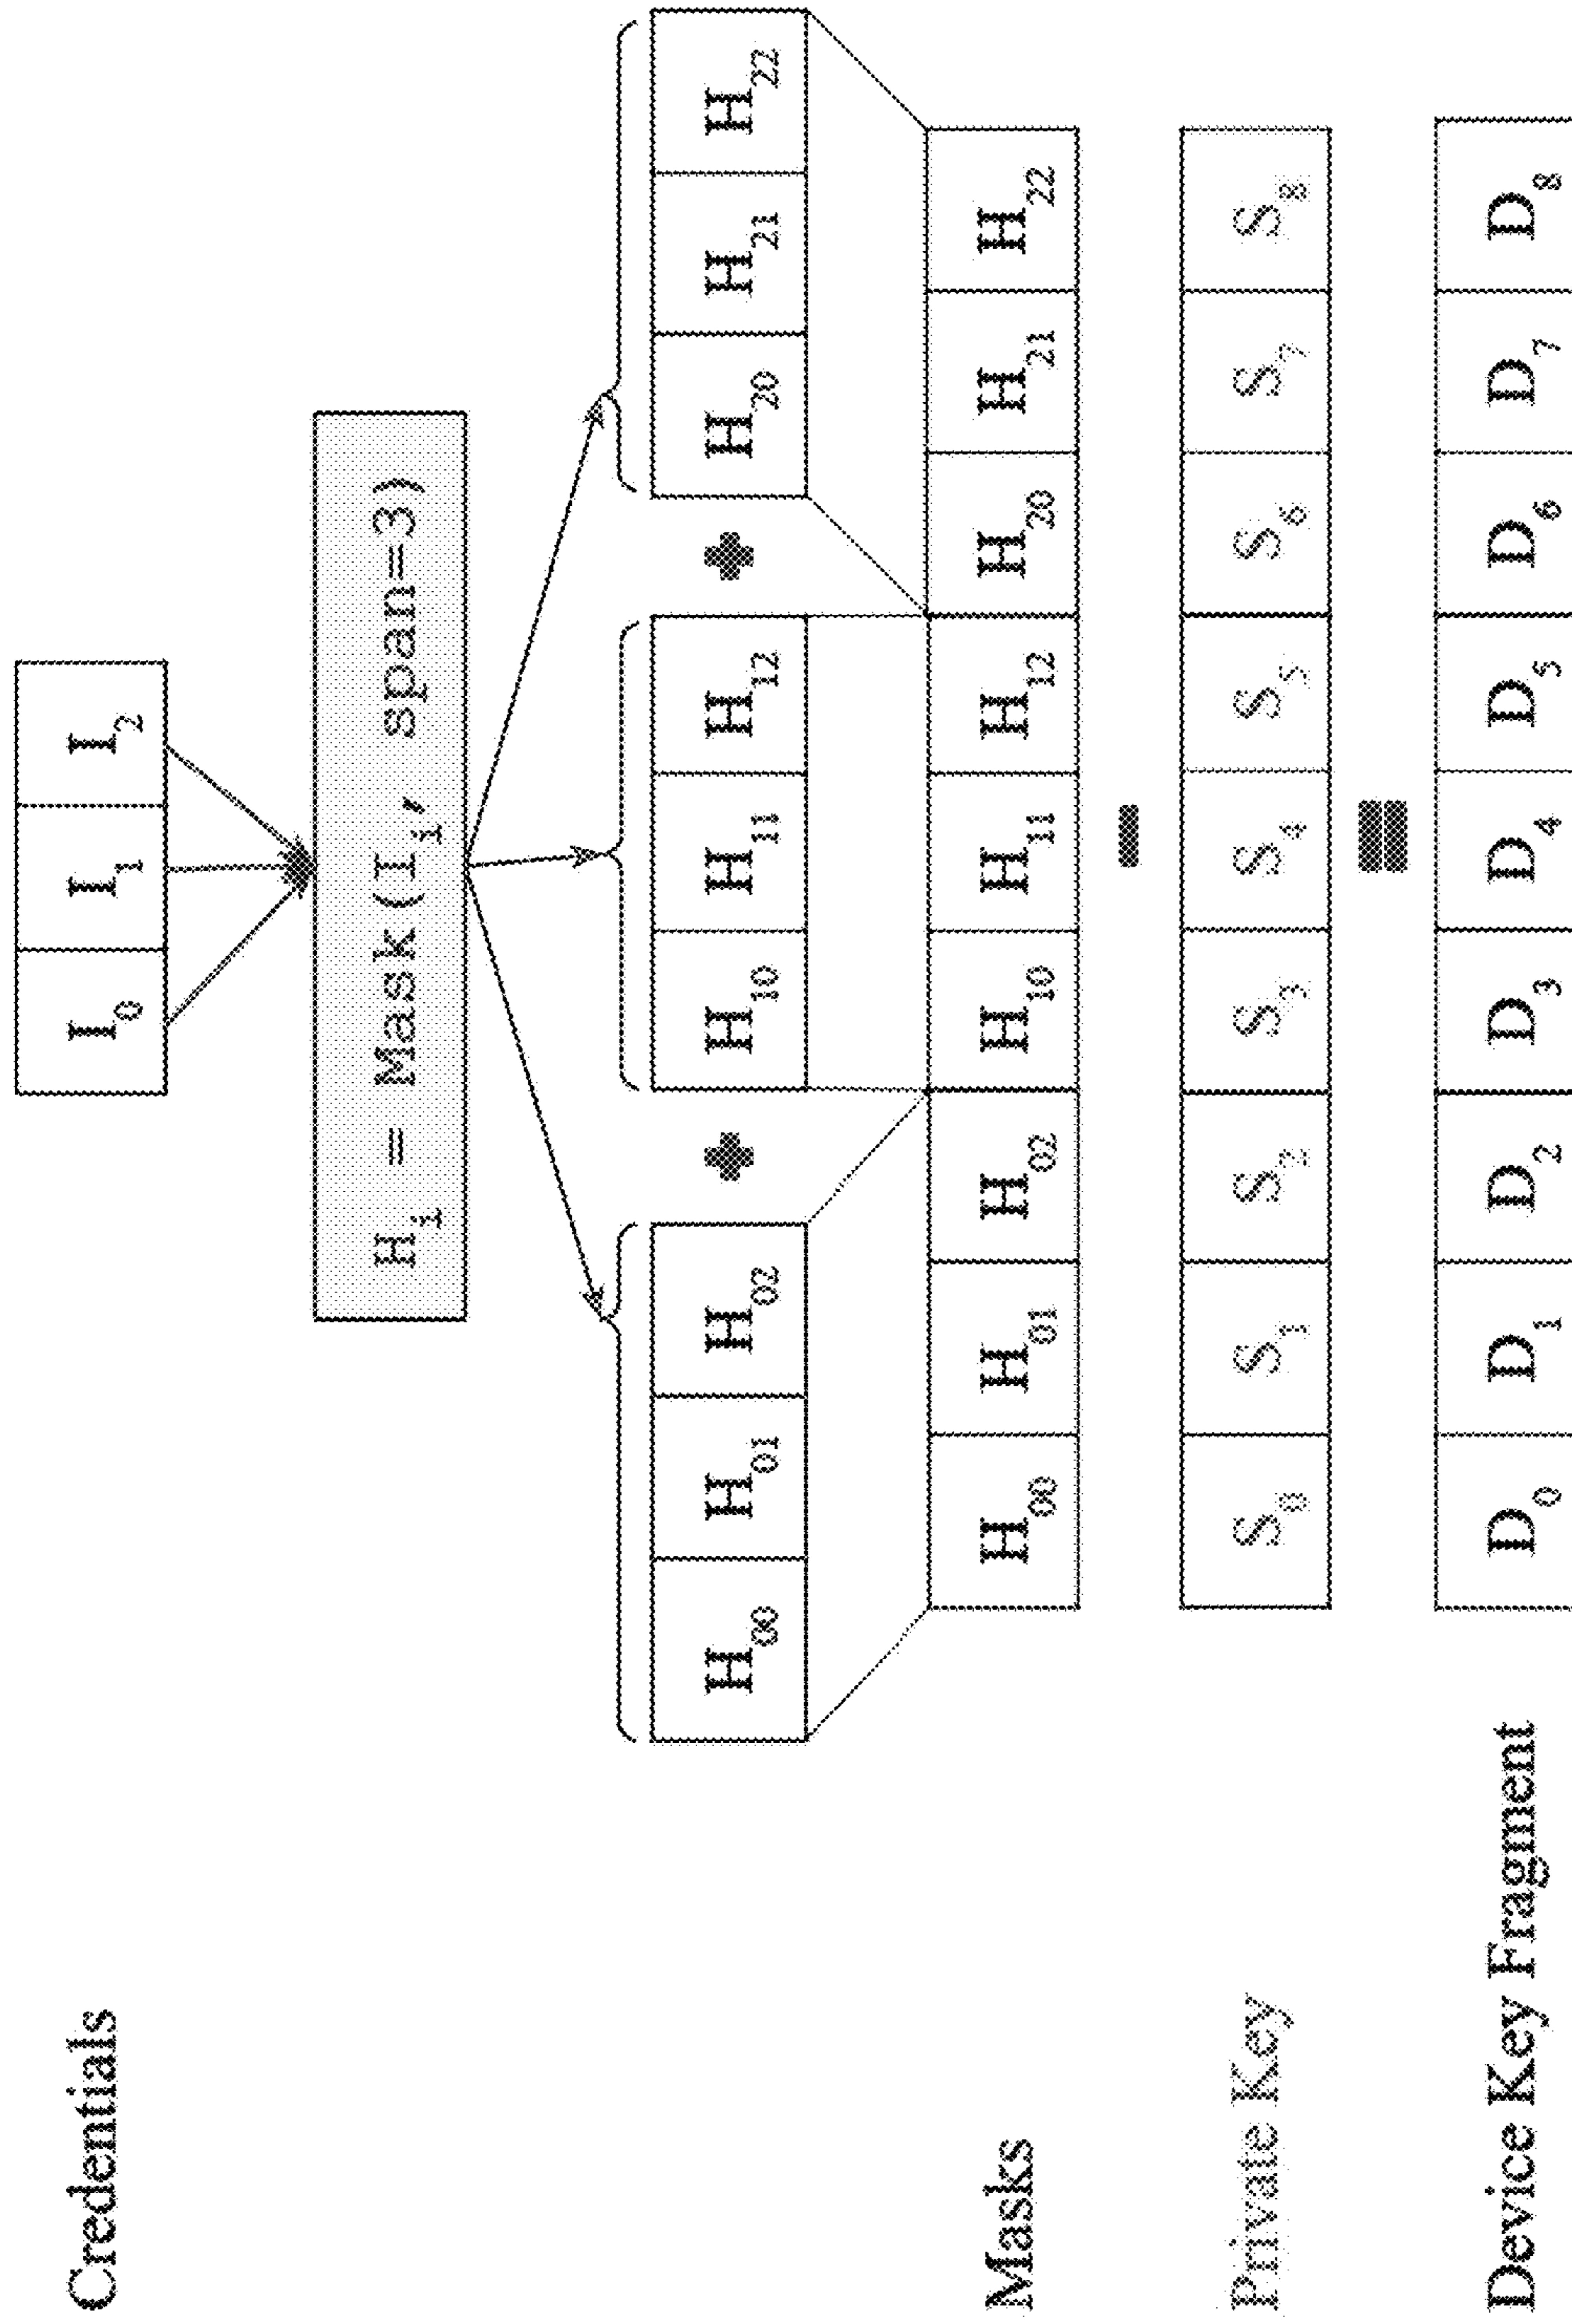 Credentials I₀ I₁ I₂
Hᵢ = Mask(Iᵢ, span=3)
H₀₀ H₀₁ H₀₂ + H₁₀ H₁₁ H₁₂ + H₂₀ H₂₁ H₂₂
Masks H₀₀ H₀₁ H₀₂ H₁₀ H₁₁ H₁₂ H₂₀ H₂₁ H₂₂
-
Private Key S₀ S₁ S₂ S₃ S₄ S₅ S₆ S₇ S₈
=
Device Key Fragment D₀ D₁ D₂ D₃ D₄ D₅ D₆ D₇ D₈